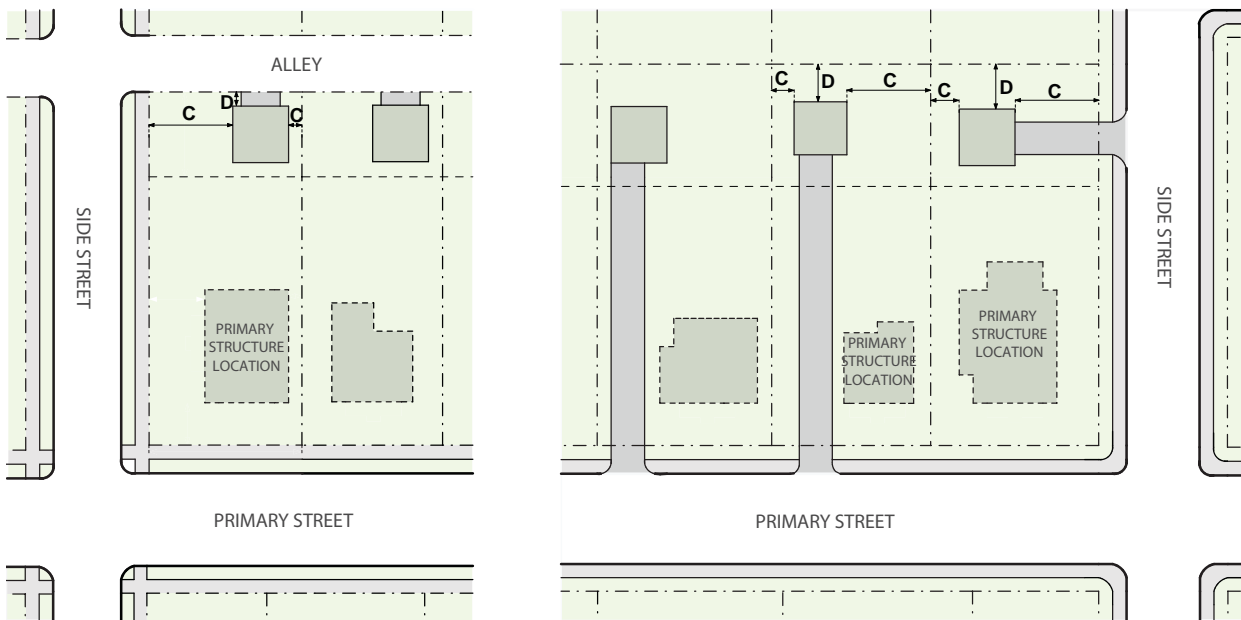 ALLEY
D
C
C
SIDE STREET
PRIMARY
STRUCTURE
LOCATION
PRIMARY STREET
C
D
C
C
D
C
SIDE STREET
PRIMARY
STRUCTURE
LOCATION
PRIMARY
STRUCTURE
LOCATION
PRIMARY STREET